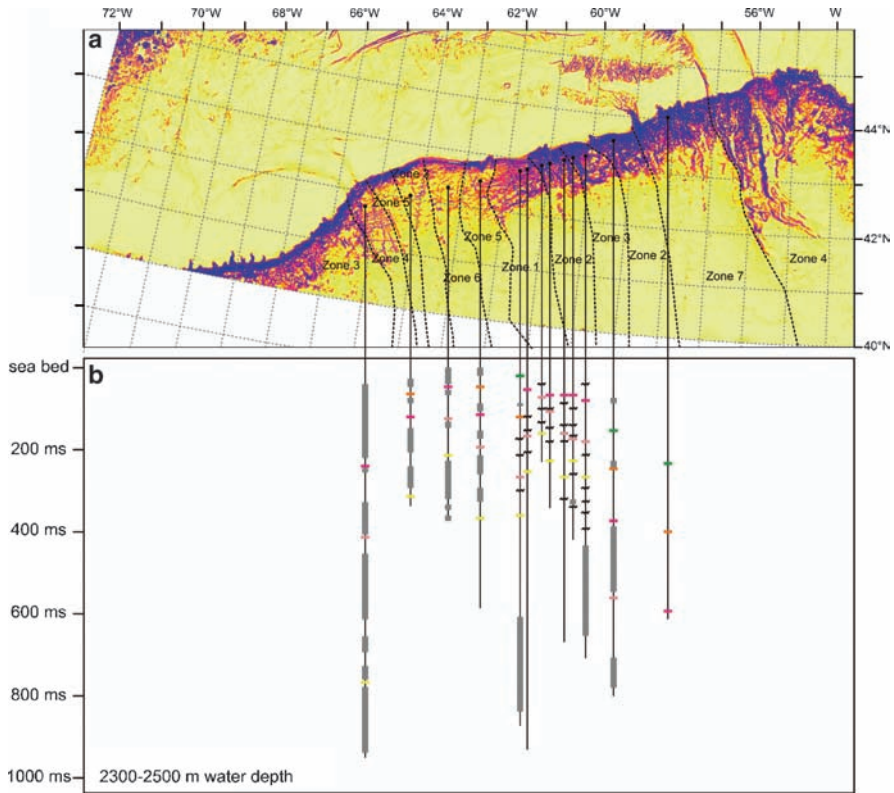 72°W 70°W 68°W 66°W 64°W 62°W 60°W 56°W W
a
44°N
Zone 2
Zone 5
42°N
Zone 5 Zone 3
Zone 3 Zone 4 Zone 6 Zone 1 Zone 2 Zone 2 Zone 7 Zone 4
40°N
sea bed
b
200 ms
400 ms
600 ms
800 ms
1000 ms
2300-2500 m water depth